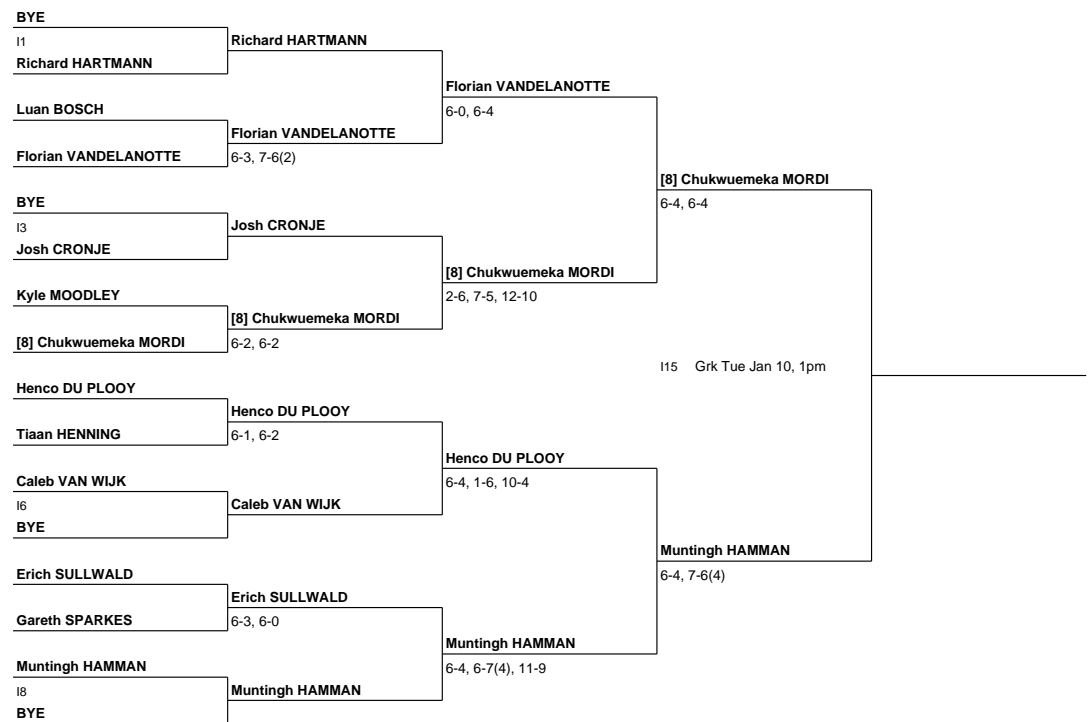 BYE
I1
Richard HARTMANN
Richard HARTMANN
Luan BOSCH
Florian VANDELANOTTE
Florian VANDELANOTTE
6-3, 7-6(2)
Florian VANDELANOTTE
6-0, 6-4
BYE
I3
Josh CRONJE
Josh CRONJE
Kyle MOODLEY
[8] Chukwuemeka MORDI
[8] Chukwuemeka MORDI
6-2, 6-2
[8] Chukwuemeka MORDI
2-6, 7-5, 12-10
[8] Chukwuemeka MORDI
6-4, 6-4
I15 Grk Tue Jan 10, 1pm
Henco DU PLOOY
Tiaan HENNING
Henco DU PLOOY
6-1, 6-2
Caleb VAN WIJK
I6
BYE
Caleb VAN WIJK
Henco DU PLOOY
6-4, 1-6, 10-4
Erich SULLWALD
Gareth SPARKES
Erich SULLWALD
6-3, 6-0
Muntingh HAMMAN
I8
BYE
Muntingh HAMMAN
Muntingh HAMMAN
6-4, 6-7(4), 11-9
Muntingh HAMMAN
6-4, 7-6(4)